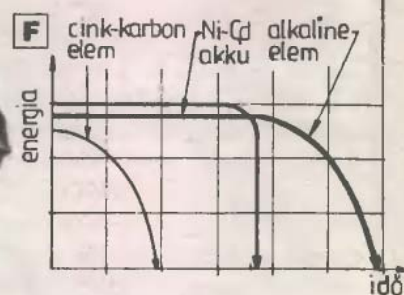 F
cink-karbon elem
Ni-Cd akku
alkaline elem
energia
idő